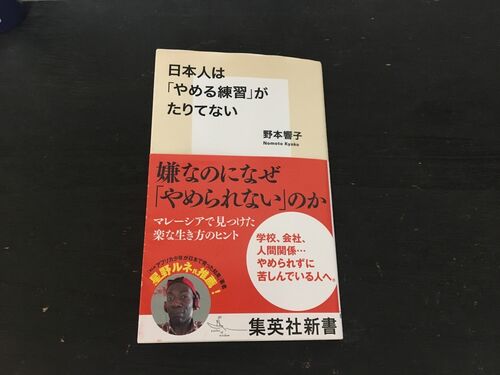 日本人は
「やめる練習」が
たりてない
野本響子
Nomoto Kyoko
嫌なのになぜ
「やめられない」のか
マレーシアで見つけた
楽な生き方のヒント
学校、会社、
人間関係…
やめられずに
苦しんでいる人へ。
星野ルネ氏推薦!
集英社新書